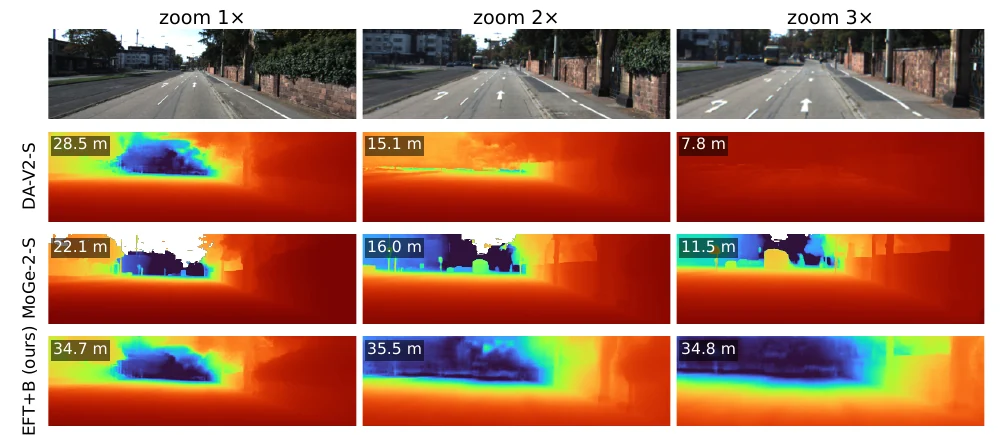 zoom 1× zoom 2× zoom 3×
DA-V2-S
28.5 m 15.1 m 7.8 m
MoGe-2-S
22.1 m 16.0 m 11.5 m
EFT+B (ours)
34.7 m 35.5 m 34.8 m